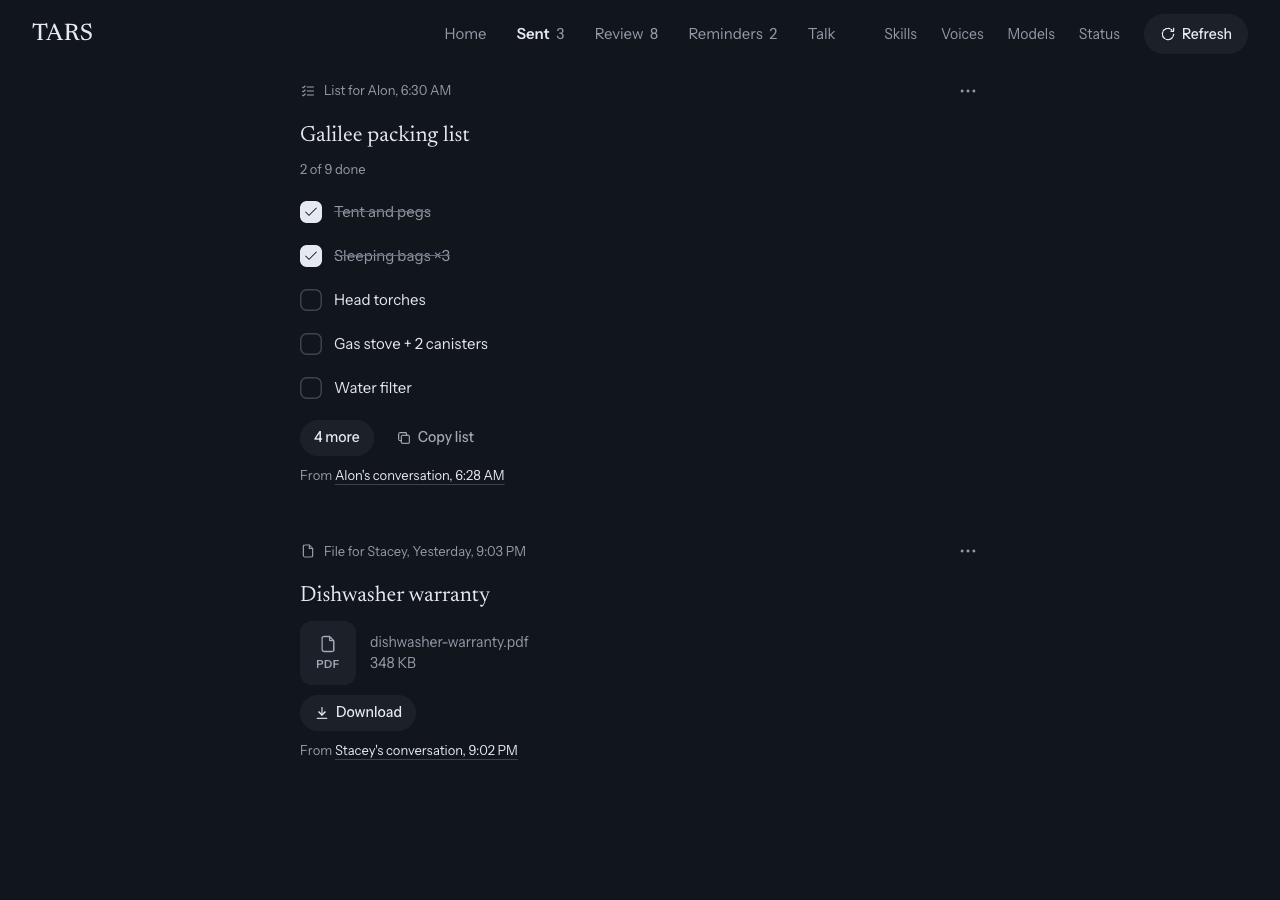 TARS
Home Sent 3 Review 8 Reminders 2 Talk Skills Voices Models Status Refresh
List for Alon, 6:30 AM
Galilee packing list
2 of 9 done
Tent and pegs
Sleeping bags ×3
Head torches
Gas stove + 2 canisters
Water filter
4 more Copy list
From Alon's conversation, 6:28 AM
File for Stacey, Yesterday, 9:03 PM
Dishwasher warranty
PDF
dishwasher-warranty.pdf
348 KB
Download
From Stacey's conversation, 9:02 PM